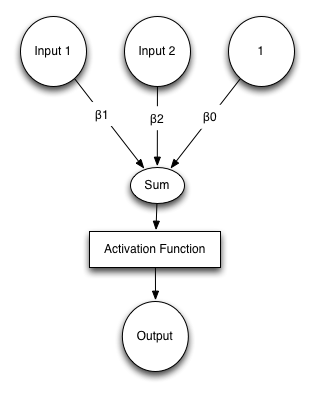 Input 1
Input 2
1
β1
β2
β0
Sum
Activation Function
Output